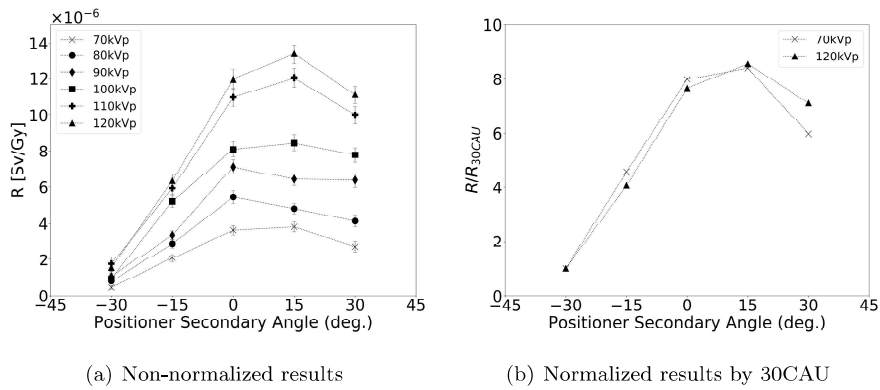 ×10⁻⁶
14
12
10
8
6
4
2
0
R [Sv/Gy]
70kVp
80kVp
90kVp
100kVp
110kVp
120kVp
−45 −30 −15 0 15 30 45
Positioner Secondary Angle (deg.)
(a) Non-normalized results
10
8
6
4
2
0
R/R30CAU
70kVp
120kVp
−45 −30 −15 0 15 30 45
Positioner Secondary Angle (deg.)
(b) Normalized results by 30CAU